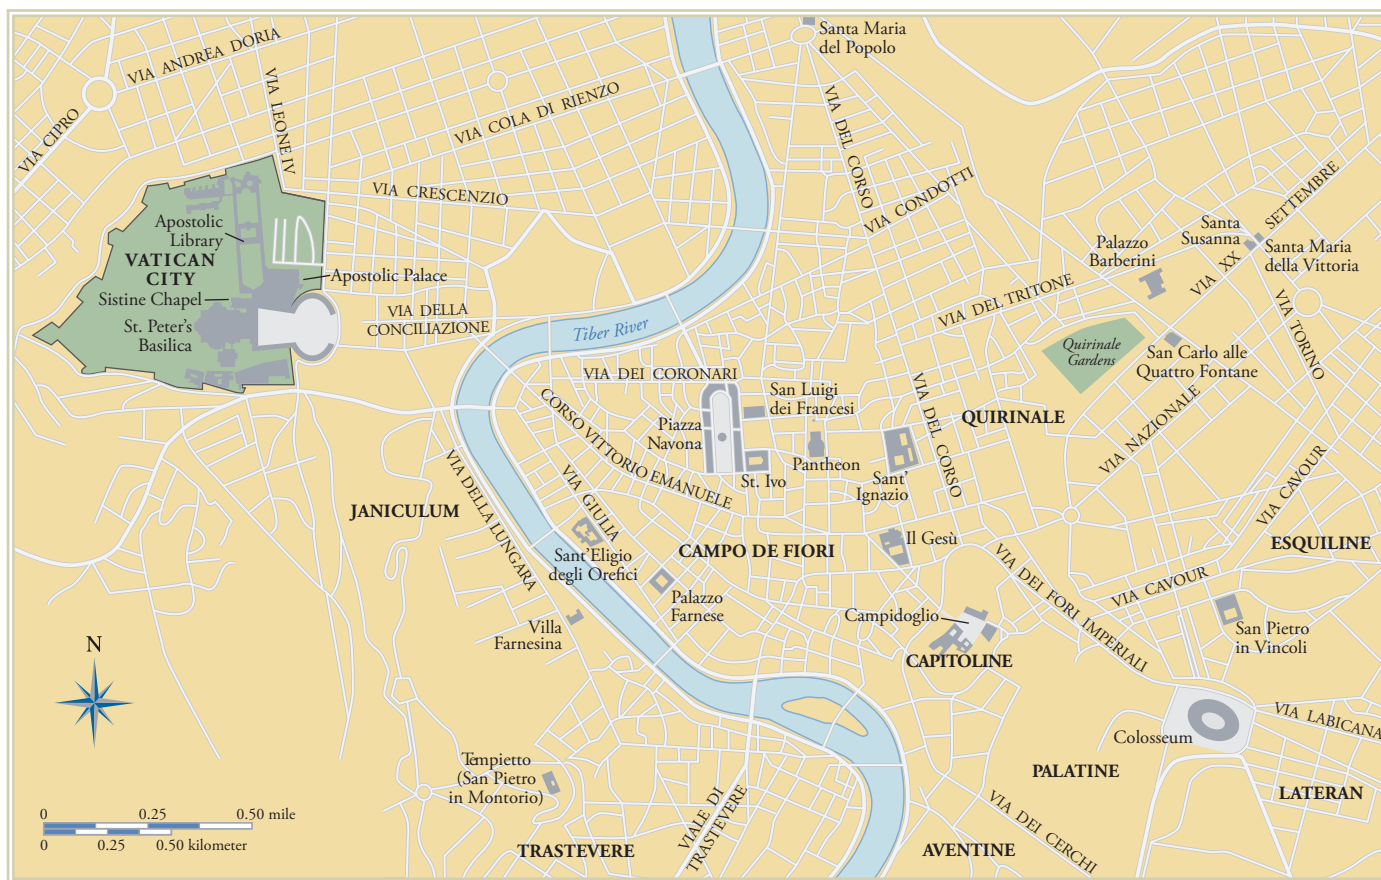 Santa Maria
del Popolo
VIA ANDREA DORIA
VIA LEONE IV
VIA CIPRO
VIA COLA DI RIENZO
VIA DEL CORSO
VIA CRESCENZIO
VIA CONDOTTI
VIA XX SETTEMBRE
Apostolic
Library
VATICAN
CITY
Apostolic Palace
Sistine Chapel
St. Peter's
Basilica
VIA DELLA
CONCILIAZIONE
Tiber River
Santa
Susanna
Santa Maria
della Vittoria
Palazzo
Barberini
VIA DEL TRITONE
VIA TORINO
Quirinale
Gardens
San Carlo alle
Quattro Fontane
VIA DEI CORONARI
CORSO VITTORIO EMANUELE
Piazza
Navona
San Luigi
dei Francesi
St. Ivo
Pantheon
Sant'
Ignazio
VIA DEL CORSO
QUIRINALE
VIA NAZIONALE
VIA CAVOUR
ESQUILINE
JANICULUM
VIA DELLA LUNGARA
VIA GIULIA
Sant'Eligio
degli Orefici
CAMPO DE FIORI
Il Gesù
VIA DEI FORI IMPERIALI
VIA CAVOUR
Palazzo
Farnese
Villa
Farnesina
Campidoglio
CAPITOLINE
San Pietro
in Vincoli
N
Colosseum
VIA LABICANA
PALATINE
LATERAN
Tempietto
(San Pietro
in Montorio)
VIALE DI
TRASTEVERE
VIA DEI CERCHI
TRASTEVERE
AVENTINE
0 0.25 0.50 mile
0 0.25 0.50 kilometer